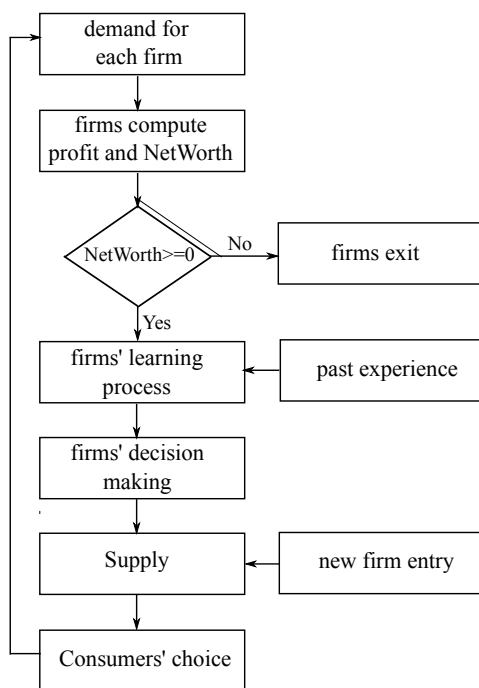 demand for
each firm
firms compute
profit and NetWorth
NetWorth>=0
No
firms exit
Yes
firms' learning
process
past experience
firms' decision
making
Supply
new firm entry
Consumers' choice